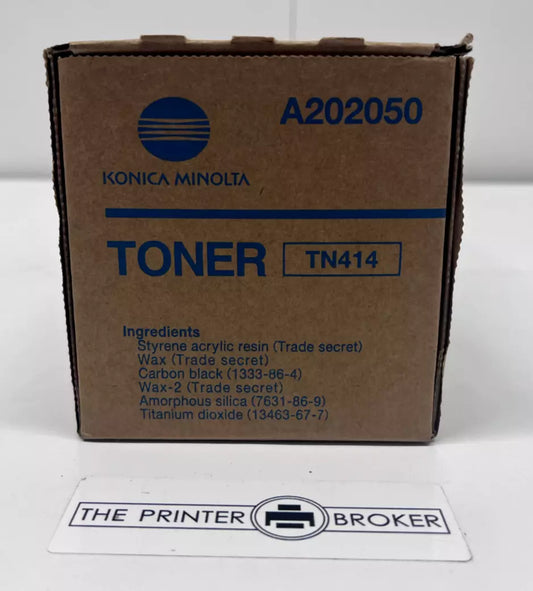 A202050
KONICA MINOLTA
TONER TN414
Ingredients
Styrene acrylic resin (Trade secret)
Wax (Trade secret)
Carbon black (1333-86-4)
Wax-2 (Trade secret)
Amorphous silica (7631-86-9)
Titanium dioxide (13463-67-7)
THE PRINTER BROKER